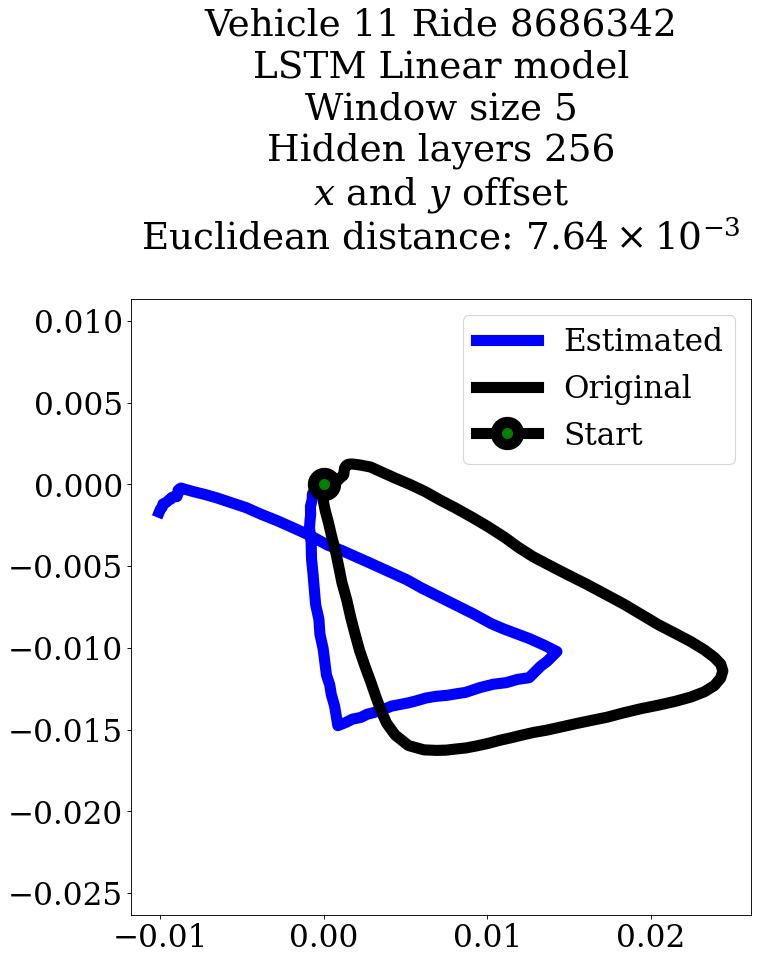 Vehicle 11 Ride 8686342
LSTM Linear model
Window size 5
Hidden layers 256
x and y offset
Euclidean distance: 7.64 × 10⁻³
Estimated
Original
Start
0.010
0.005
0.000
−0.005
−0.010
−0.015
−0.020
−0.025
−0.01 0.00 0.01 0.02